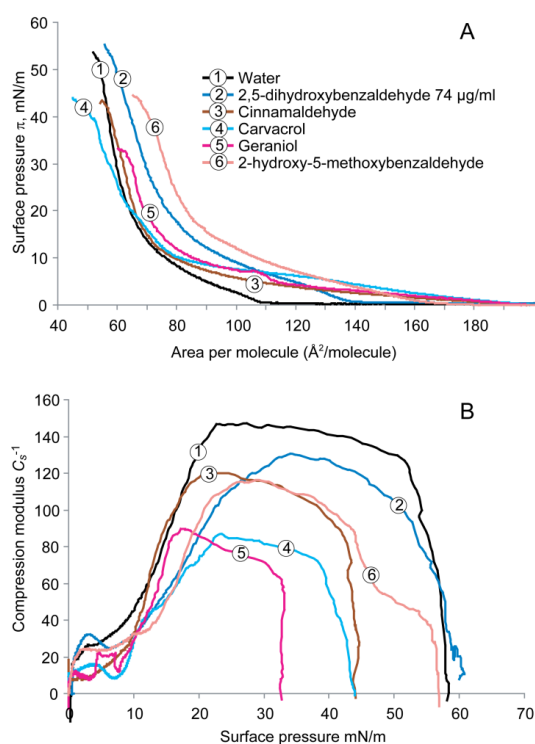 A
Surface pressure π, mN/m
60
50
40
30
20
10
0
40 60 80 100 120 140 160 180
Area per molecule (Å²/molecule)
1 Water
2 2,5-dihydroxybenzaldehyde 74 µg/ml
3 Cinnamaldehyde
4 Carvacrol
5 Geraniol
6 2-hydroxy-5-methoxybenzaldehyde
1
2
4
6
5
3
B
Compression modulus Cₛ⁻¹
160
140
120
100
80
60
40
20
0
0 10 20 30 40 50 60 70
Surface pressure mN/m
1
3
2
4
5
6